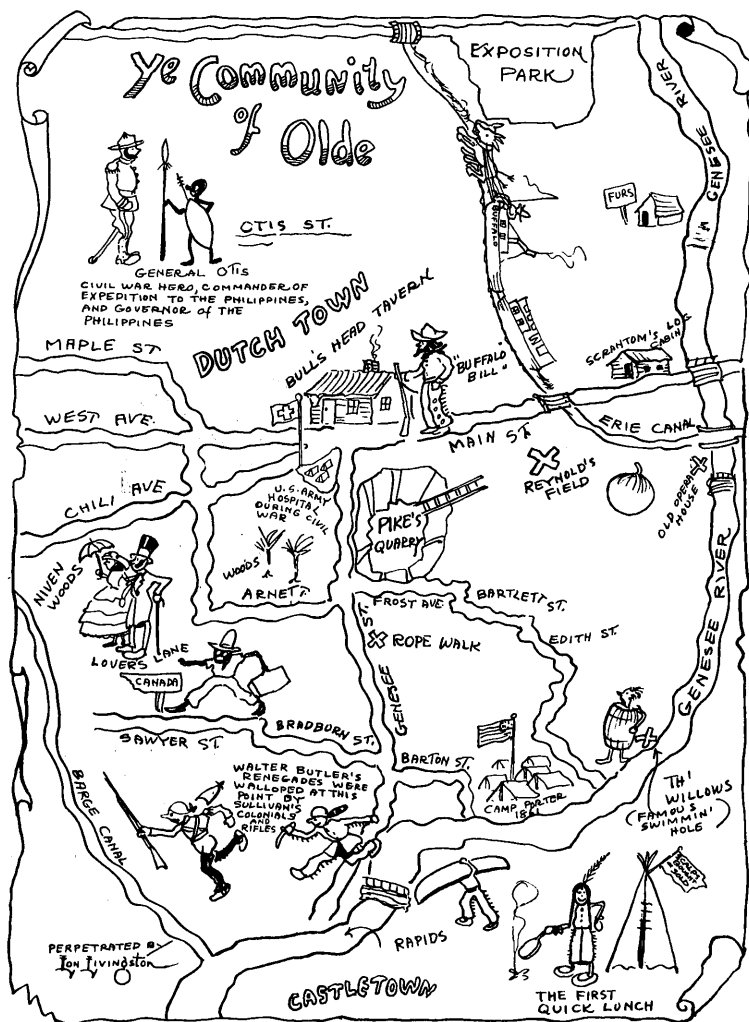 Ye Community
of Olde
EXPOSITION
PARK
GENESEE RIVER
FURS
OTIS ST.
GENERAL OTIS
CIVIL WAR HERO, COMMANDER OF
EXPEDITION TO THE PHILIPPINES,
AND GOVERNOR of THE
PHILIPPINES
BUFFALO
DUTCH TOWN
BULL'S HEAD TAVERN
"BUFFALO
BILL"
SCRANTOM'S LOG
CABIN
MAPLE ST.
WEST AVE.
MAIN ST.
ERIE CANAL
REYNOLD'S
FIELD
OLD OPERA
HOUSE
CHILI AVE
U.S. ARMY
HOSPITAL
DURING CIVIL
WAR
PIKE'S
QUARRY
WOODS
ARNETT
NIVEN
WOODS
LOVERS LANE
FROST AVE.
BARTLETT ST.
EDITH ST.
ROPE WALK
GENESEE ST.
GENESEE RIVER
CANADA
SAWYER ST.
BRADBURN ST.
BARTON ST.
CAMP PORTER
1861
TH' WILLOWS
(FAMOUS
SWIMMIN'
HOLE
BARGE CANAL
WALTER BUTLER'S
RENEGADES WERE
WALLOPED AT THIS
POINT BY
SULLIVAN'S
COLONIALS
AND
RIFLES
RAPIDS
CASTLETOWN
THE FIRST
QUICK LUNCH
PERPETRATED BY
Jon Livingston